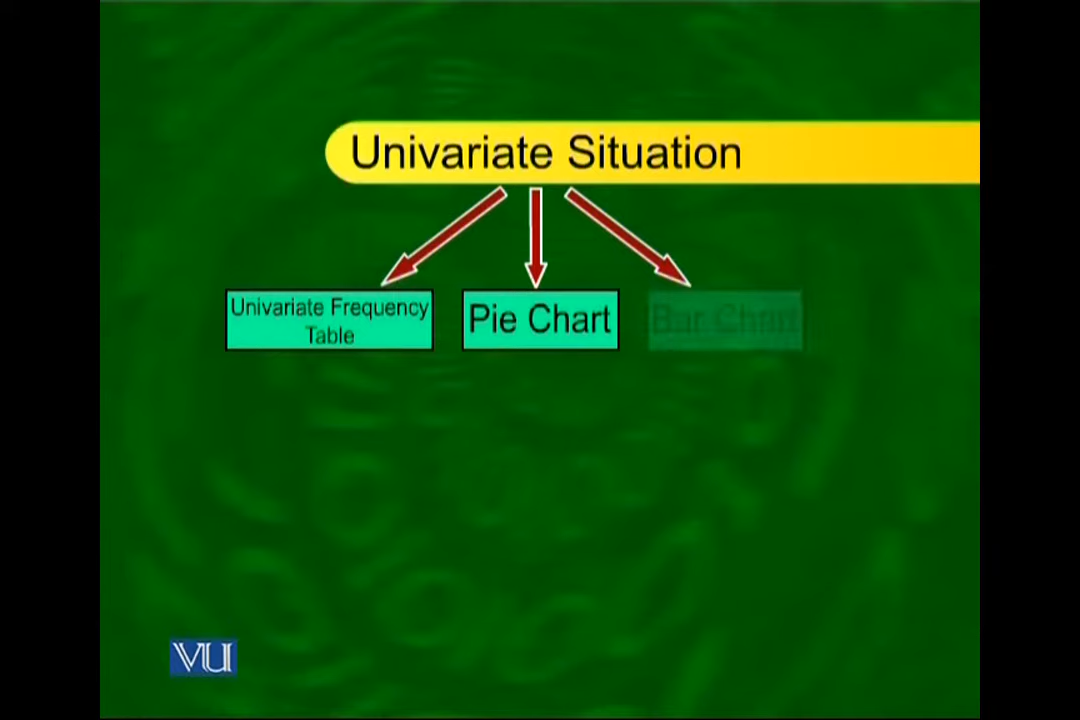 Univariate Situation
Univariate Frequency
Table
Pie Chart
Bar Chart
VU